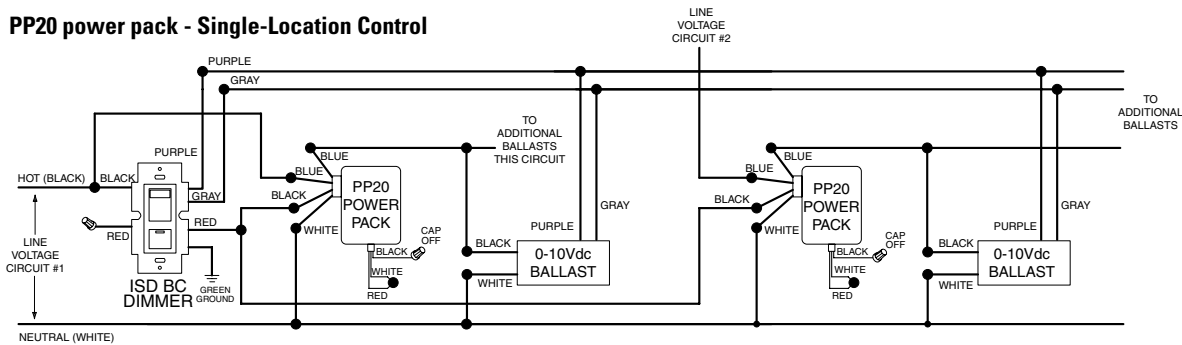 PP20 power pack - Single-Location Control
LINE
VOLTAGE
CIRCUIT #2
PURPLE
GRAY
TO
ADDITIONAL
BALLASTS
TO
ADDITIONAL
BALLASTS
THIS CIRCUIT
PURPLE
HOT (BLACK)
BLACK
GRAY
RED
RED
LINE
VOLTAGE
CIRCUIT #1
ISD BC
DIMMER
GREEN
GROUND
BLUE
BLUE
BLACK
WHITE
PP20
POWER
PACK
BLACK
CAP
OFF
WHITE
RED
GRAY
PURPLE
BLACK
WHITE
0-10Vdc
BALLAST
BLUE
BLUE
BLACK
WHITE
PP20
POWER
PACK
BLACK
CAP
OFF
WHITE
RED
GRAY
PURPLE
BLACK
WHITE
0-10Vdc
BALLAST
NEUTRAL (WHITE)